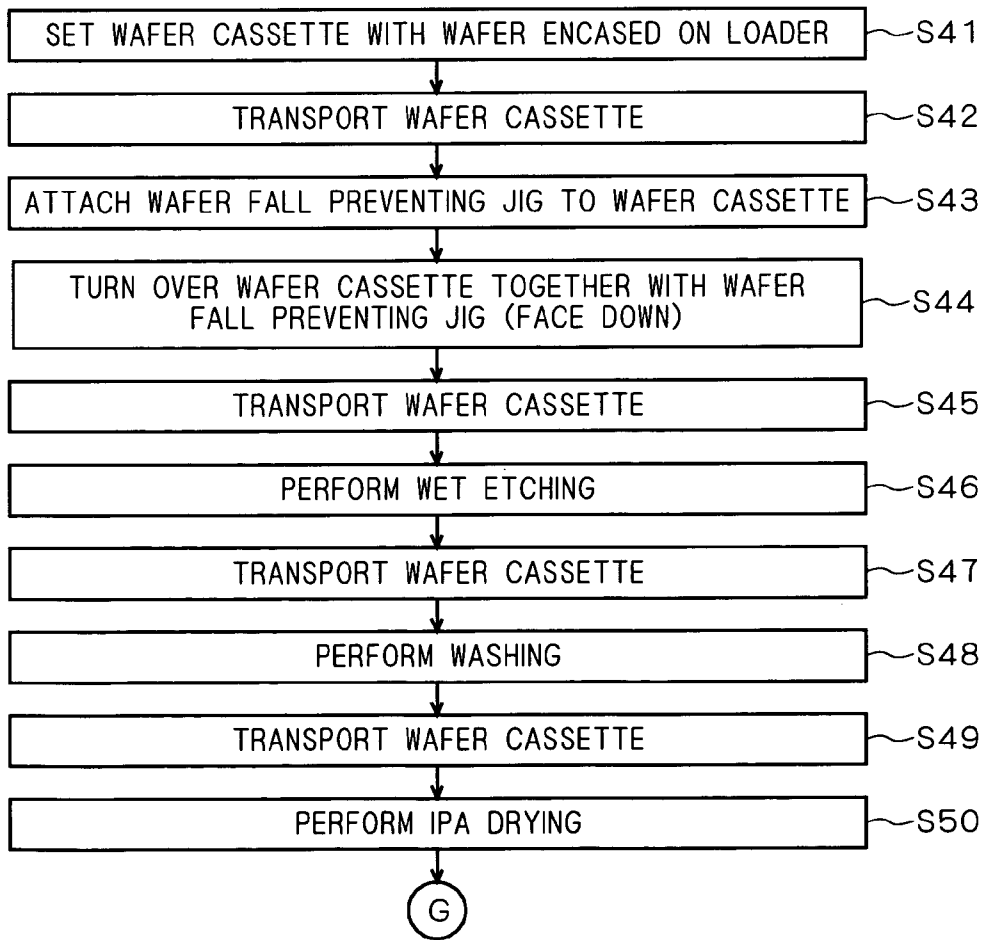 SET WAFER CASSETTE WITH WAFER ENCASED ON LOADER S41
TRANSPORT WAFER CASSETTE S42
ATTACH WAFER FALL PREVENTING JIG TO WAFER CASSETTE S43
TURN OVER WAFER CASSETTE TOGETHER WITH WAFER
FALL PREVENTING JIG (FACE DOWN) S44
TRANSPORT WAFER CASSETTE S45
PERFORM WET ETCHING S46
TRANSPORT WAFER CASSETTE S47
PERFORM WASHING S48
TRANSPORT WAFER CASSETTE S49
PERFORM IPA DRYING S50
G